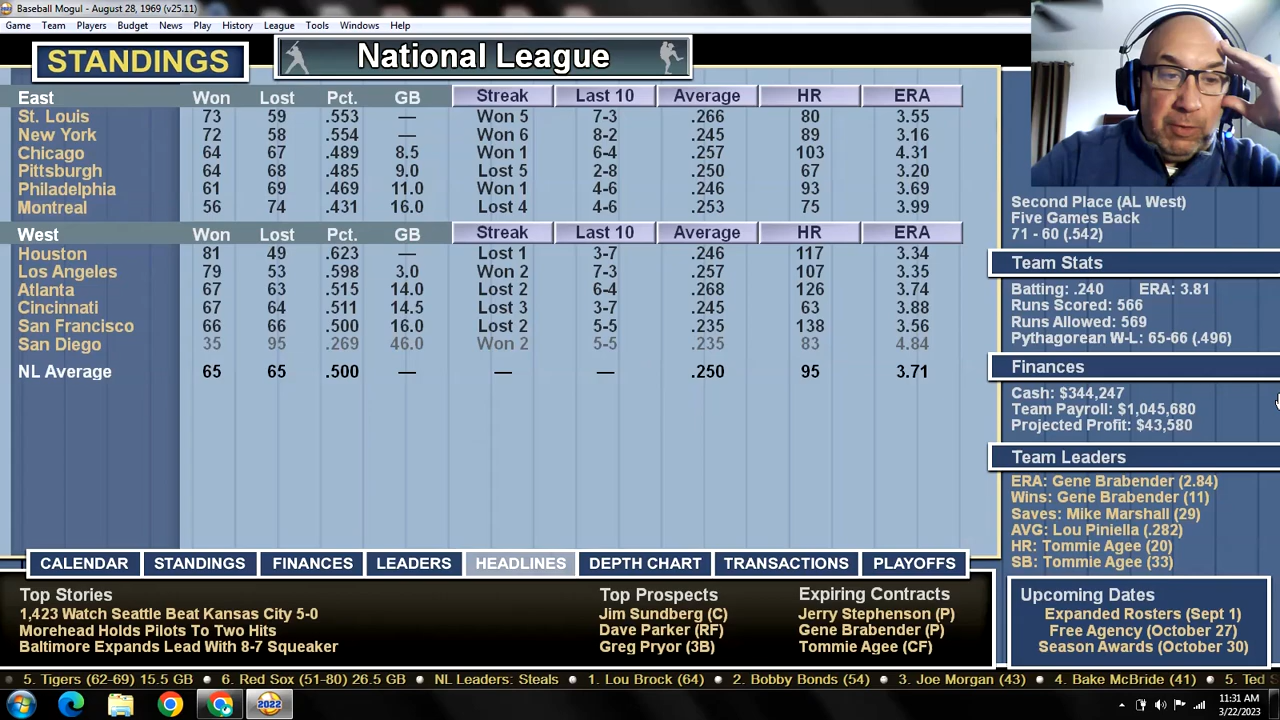 Baseball Mogul - August 28, 1969 (v25.11)
Game Team Players Budget News Play History League Tools Windows Help
STANDINGS
National League
East Won Lost Pct. GB Streak Last 10 Average HR ERA
St. Louis 73 59 .553 — Won 5 7-3 .266 80 3.55
New York 72 58 .554 — Won 6 8-2 .245 89 3.16
Chicago 64 67 .489 8.5 Won 1 6-4 .257 103 4.31
Pittsburgh 64 68 .485 9.0 Lost 5 2-8 .250 67 3.20
Philadelphia 61 69 .469 11.0 Won 1 4-6 .246 93 3.69
Montreal 56 74 .431 16.0 Lost 4 4-6 .253 75 3.99
West Won Lost Pct. GB Streak Last 10 Average HR ERA
Houston 81 49 .623 — Lost 1 3-7 .246 117 3.34
Los Angeles 79 53 .598 3.0 Won 2 7-3 .257 107 3.35
Atlanta 67 63 .515 14.0 Lost 2 6-4 .268 126 3.74
Cincinnati 67 64 .511 14.5 Lost 3 3-7 .245 63 3.88
San Francisco 66 66 .500 16.0 Lost 2 5-5 .235 138 3.56
San Diego 35 95 .269 46.0 Won 2 5-5 .235 83 4.84
NL Average 65 65 .500 — — — .250 95 3.71
Second Place (AL West)
Five Games Back
71 - 60 (.542)
Team Stats
Batting: .240 ERA: 3.81
Runs Scored: 566
Runs Allowed: 569
Pythagorean W-L: 65-66 (.496)
Finances
Cash: $344,247
Team Payroll: $1,045,680
Projected Profit: $43,580
Team Leaders
ERA: Gene Brabender (2.84)
Wins: Gene Brabender (11)
Saves: Mike Marshall (29)
AVG: Lou Piniella (.282)
HR: Tommie Agee (20)
SB: Tommie Agee (33)
CALENDAR STANDINGS FINANCES LEADERS HEADLINES DEPTH CHART TRANSACTIONS PLAYOFFS
Top Stories
1,423 Watch Seattle Beat Kansas City 5-0
Morehead Holds Pilots To Two Hits
Baltimore Expands Lead With 8-7 Squeaker
Top Prospects
Jim Sundberg (C)
Dave Parker (RF)
Greg Pryor (3B)
Expiring Contracts
Jerry Stephenson (P)
Gene Brabender (P)
Tommie Agee (CF)
Upcoming Dates
Expanded Rosters (Sept 1)
Free Agency (October 27)
Season Awards (October 30)
5. Tigers (62-69) 15.5 GB 6. Red Sox (51-80) 26.5 GB NL Leaders: Steals 1. Lou Brock (64) 2. Bobby Bonds (54) 3. Joe Morgan (43) 4. Bake McBride (41) 5. Ted S
2022
11:31 AM
3/22/2023